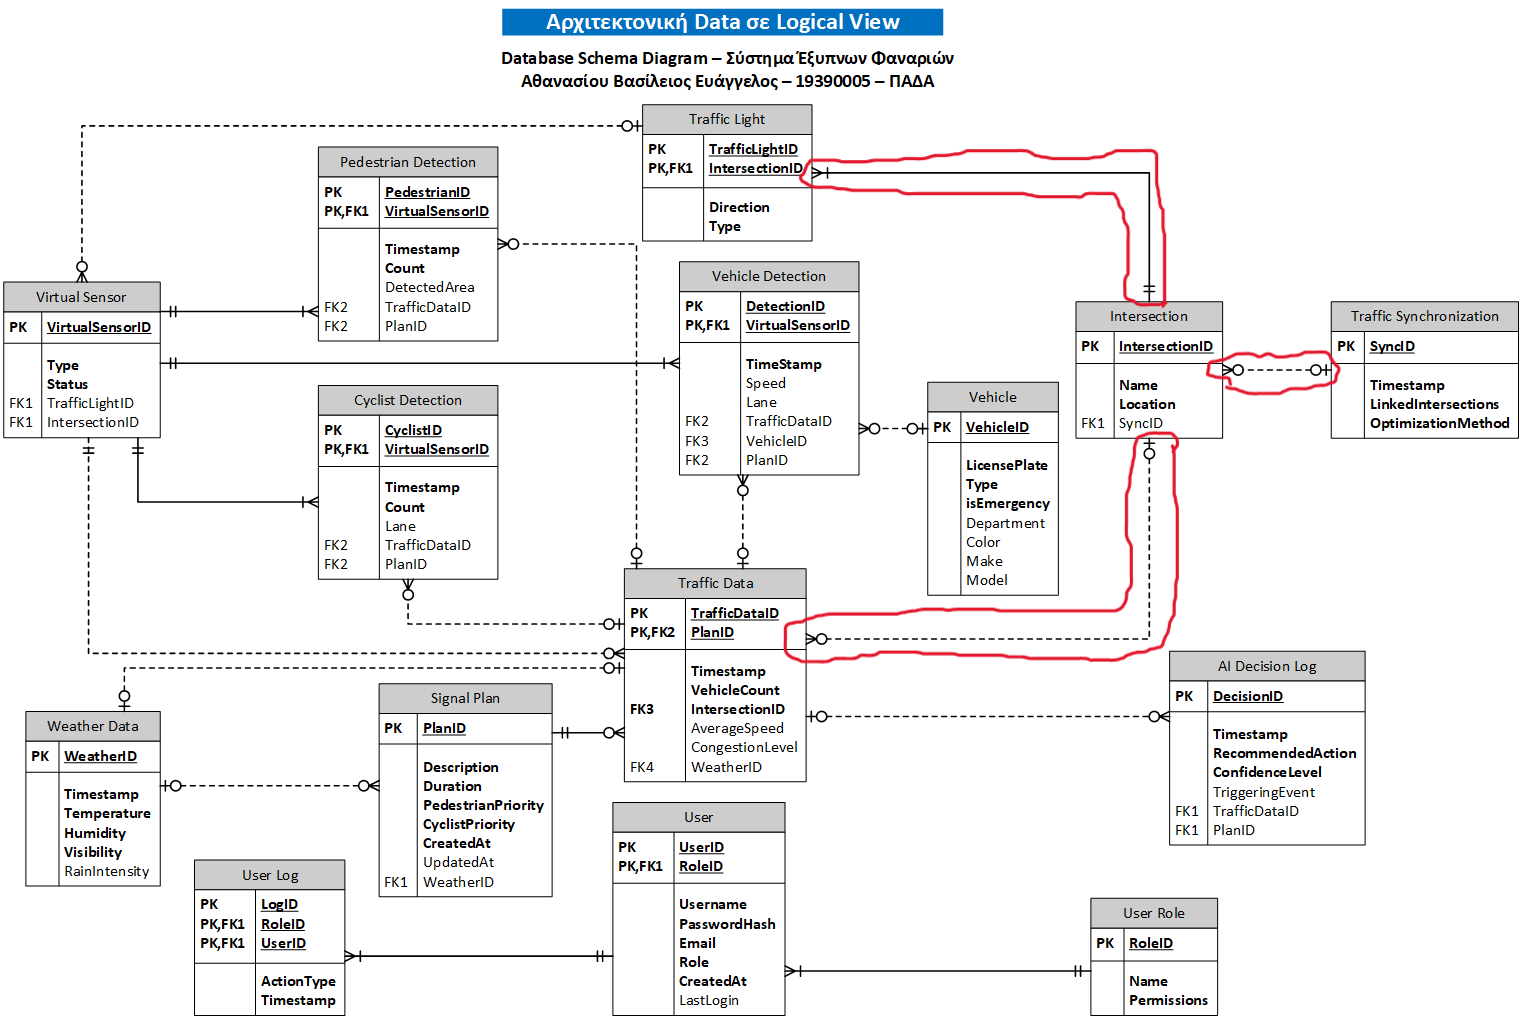 Αρχιτεκτονική Data σε Logical View
Database Schema Diagram – Σύστημα Έξυπνων Φαναριών
Αθανασίου Βασίλειος Ευάγγελος – 19390005 – ΠΑΔΑ
Traffic Light
PK TrafficLightID
PK,FK1 IntersectionID
Direction
Type
Pedestrian Detection
PK PedestrianID
PK,FK1 VirtualSensorID
Timestamp
Count
DetectedArea
FK2 TrafficDataID
FK2 PlanID
Vehicle Detection
PK DetectionID
PK,FK1 VirtualSensorID
TimeStamp
Speed
Lane
FK2 TrafficDataID
FK3 VehicleID
FK2 PlanID
Virtual Sensor
PK VirtualSensorID
Type
Status
FK1 TrafficLightID
FK1 IntersectionID
Intersection
PK IntersectionID
Name
Location
FK1 SyncID
Traffic Synchronization
PK SyncID
Timestamp
LinkedIntersections
OptimizationMethod
Cyclist Detection
PK CyclistID
PK,FK1 VirtualSensorID
Timestamp
Count
Lane
FK2 TrafficDataID
FK2 PlanID
Vehicle
PK VehicleID
LicensePlate
Type
isEmergency
Department
Color
Make
Model
Traffic Data
PK TrafficDataID
PK,FK2 PlanID
Timestamp
VehicleCount
FK3 IntersectionID
AverageSpeed
CongestionLevel
FK4 WeatherID
AI Decision Log
PK DecisionID
Timestamp
RecommendedAction
ConfidenceLevel
TriggeringEvent
FK1 TrafficDataID
FK1 PlanID
Signal Plan
PK PlanID
Description
Duration
PedestrianPriority
CyclistPriority
CreatedAt
UpdatedAt
FK1 WeatherID
Weather Data
PK WeatherID
Timestamp
Temperature
Humidity
Visibility
RainIntensity
User
PK UserID
PK,FK1 RoleID
Username
PasswordHash
Email
Role
CreatedAt
LastLogin
User Log
PK LogID
PK,FK1 RoleID
PK,FK1 UserID
ActionType
Timestamp
User Role
PK RoleID
Name
Permissions